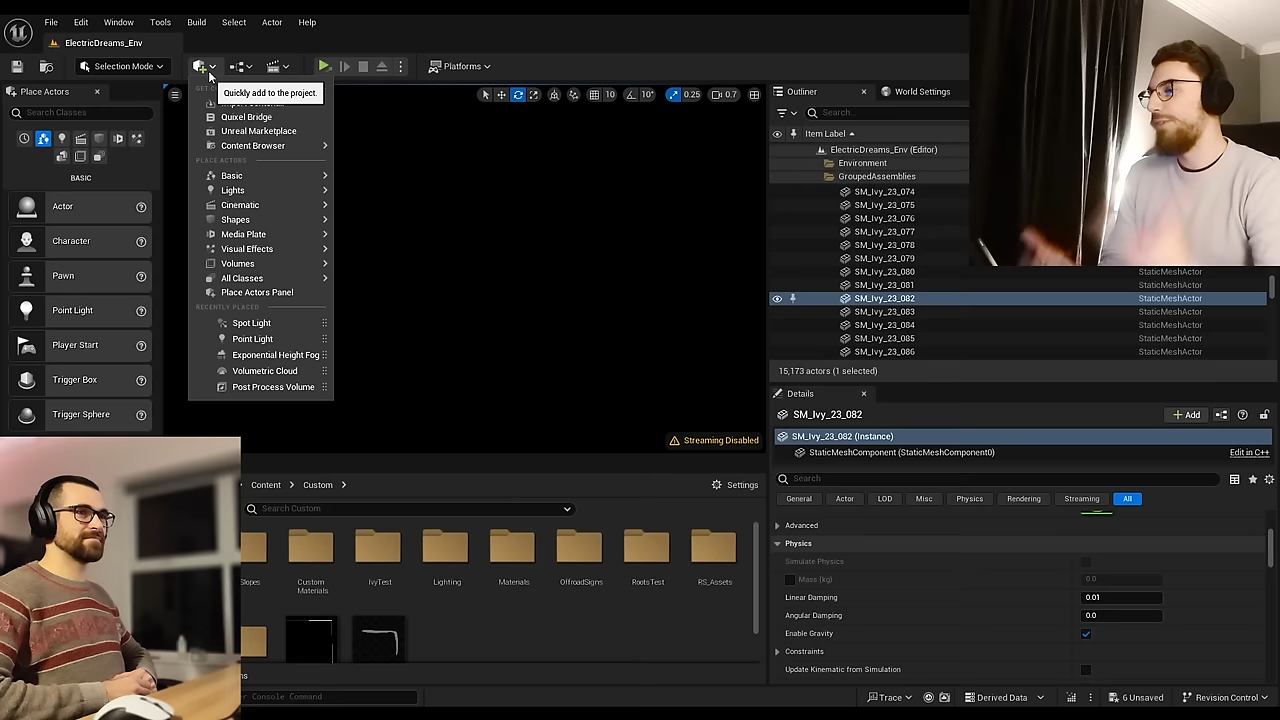 File Edit Window Tools Build Select Actor Help
ElectricDreams_Env
Selection Mode
Platforms
Place Actors
Search Classes
BASIC
Actor
Character
Pawn
Point Light
Player Start
Trigger Box
Trigger Sphere
Quickly add to the project.
Quixel Bridge
Unreal Marketplace
Content Browser
PLACE ACTORS
Basic
Lights
Cinematic
Shapes
Media Plate
Visual Effects
Volumes
All Classes
Place Actors Panel
RECENTLY PLACED
Spot Light
Point Light
Exponential Height Fog
Volumetric Cloud
Post Process Volume
10 10° 0.25 0.7
Streaming Disabled
Content Custom
Settings
Search Custom
Custom Materials
IvyTest
Lighting
Materials
OffroadSigns
RootsTest
RS_Assets
Console Command
Outliner
World Settings
Search...
Item Label
ElectricDreams_Env (Editor)
Environment
GroupedAssemblies
SM_Ivy_23_074
SM_Ivy_23_075
SM_Ivy_23_076
SM_Ivy_23_077
SM_Ivy_23_078
SM_Ivy_23_079
SM_Ivy_23_080 StaticMeshActor
SM_Ivy_23_081 StaticMeshActor
SM_Ivy_23_082 StaticMeshActor
SM_Ivy_23_083 StaticMeshActor
SM_Ivy_23_084 StaticMeshActor
SM_Ivy_23_085 StaticMeshActor
SM_Ivy_23_086 StaticMeshActor
15,173 actors (1 selected)
Details
SM_Ivy_23_082
Add
SM_Ivy_23_082 (Instance)
StaticMeshComponent (StaticMeshComponent0) Edit in C++
Search
General Actor LOD Misc Physics Rendering Streaming All
Advanced
Physics
Simulate Physics
Mass (kg) 0.0
Linear Damping 0.01
Angular Damping 0.0
Enable Gravity
Constraints
Update Kinematic from Simulation
Trace Derived Data 6 Unsaved Revision Control